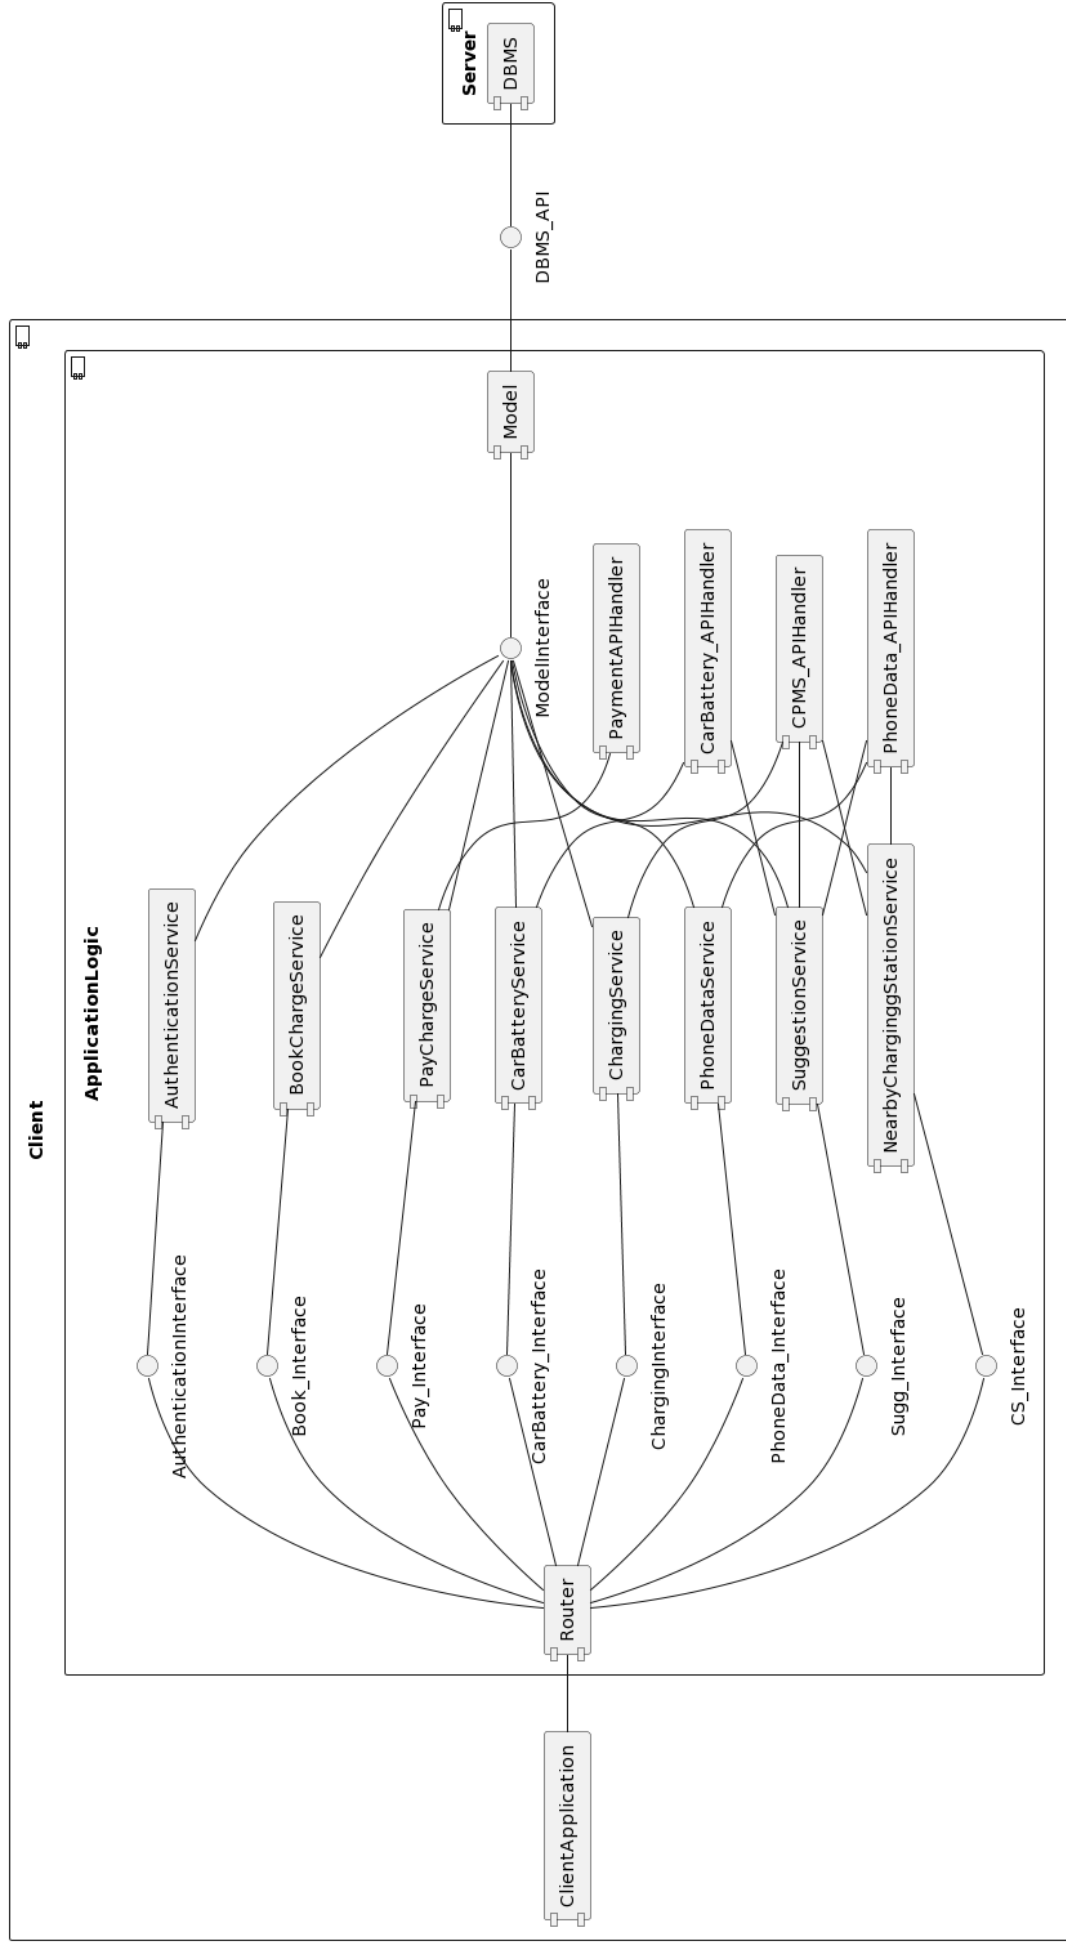 Client
ApplicationLogic
ClientApplication
Router
AuthenticationInterface
Book_Interface
Pay_Interface
CarBattery_Interface
ChargingInterface
PhoneData_Interface
Sugg_Interface
CS_Interface
AuthenticationService
BookChargeService
PayChargeService
CarBatteryService
ChargingService
PhoneDataService
SuggestionService
NearbyCharginggStationService
ModelInterface
PaymentAPIHandler
CarBattery_APIHandler
CPMS_APIHandler
PhoneData_APIHandler
Model
DBMS_API
Server
DBMS